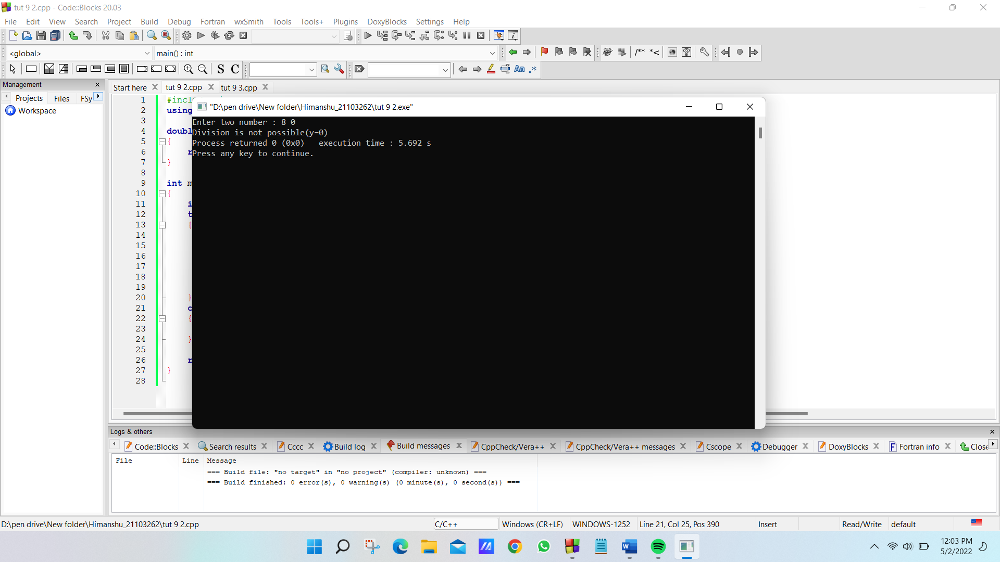 tut 9 2.cpp - Code::Blocks 20.03
File Edit View Search Project Build Debug Fortran wxSmith Tools Tools+ Plugins DoxyBlocks Settings Help
<global> main() : int
/** *<
S C Aa .*
Management
Projects Files FSy
Workspace
Start here tut 9 2.cpp tut 9 3.cpp
1 #incl
2 using
3
4 doubl
5 {
6 r
7 }
8
9 int m
10 {
11 i
12 t
13 {
14
15
16
17
18
19
20 }
21 c
22 {
23
24 }
25
26 r
27 }
28
"D:\pen drive\New folder\Himanshu_21103262\tut 9 2.exe"
Enter two number : 8 0
Division is not possible(y=0)
Process returned 0 (0x0)   execution time : 5.692 s
Press any key to continue.
Logs & others
Code::Blocks Search results Cccc Build log Build messages CppCheck/Vera++ CppCheck/Vera++ messages Cscope Debugger DoxyBlocks Fortran info Close
File Line Message
=== Build file: "no target" in "no project" (compiler: unknown) ===
=== Build finished: 0 error(s), 0 warning(s) (0 minute(s), 0 second(s)) ===
D:\pen drive\New folder\Himanshu_21103262\tut 9 2.cpp C/C++ Windows (CR+LF) WINDOWS-1252 Line 21, Col 25, Pos 390 Insert Read/Write default
12:03 PM
5/2/2022